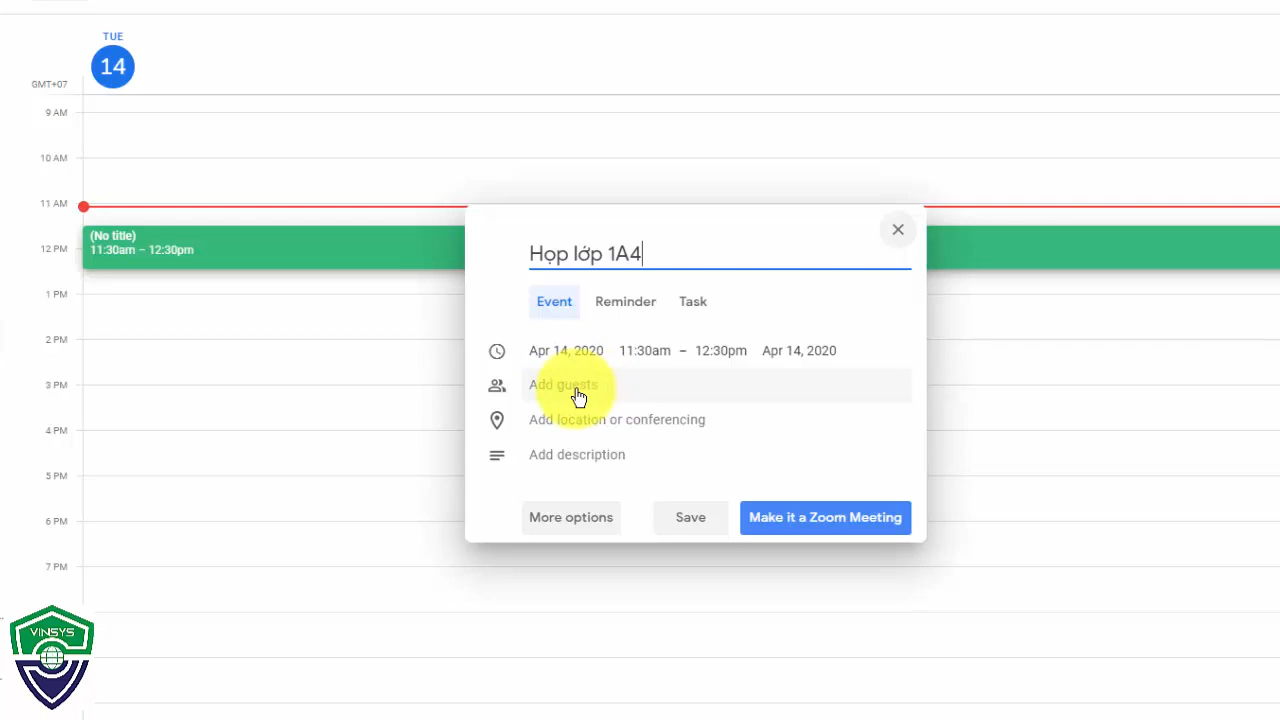 TUE
14
GMT+07
9 AM
10 AM
11 AM
12 PM
1 PM
2 PM
3 PM
4 PM
5 PM
6 PM
7 PM
(No title)
11:30am – 12:30pm
Họp lớp 1A4
Event Reminder Task
Apr 14, 2020 11:30am – 12:30pm Apr 14, 2020
Add guests
Add location or conferencing
Add description
More options Save Make it a Zoom Meeting
VINSYS